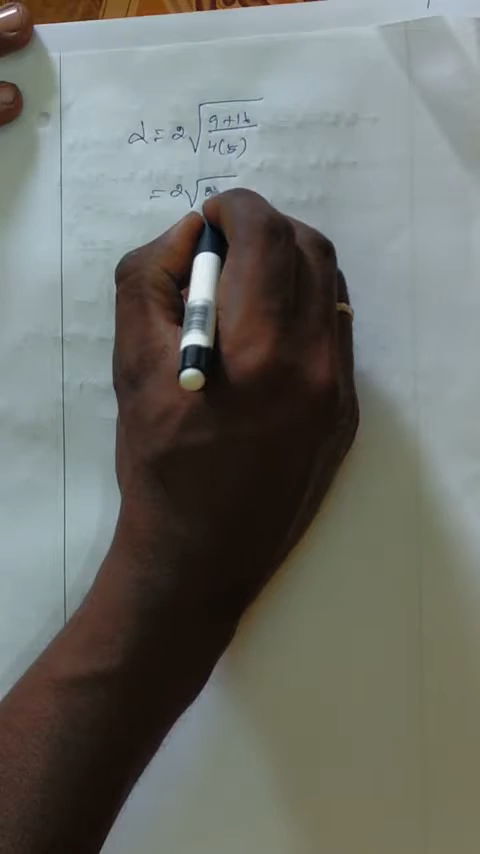 d = 2√((9+16)/(4(5)))
= 2√